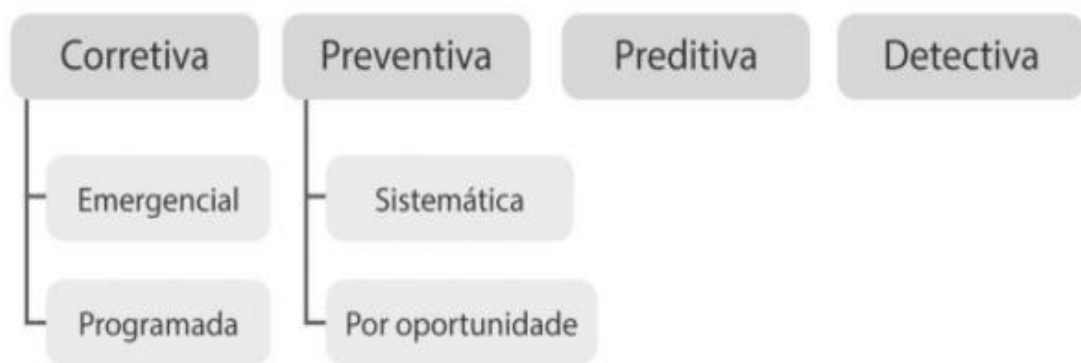 Corretiva
Preventiva
Preditiva
Detectiva
Emergencial
Sistemática
Programada
Por oportunidade